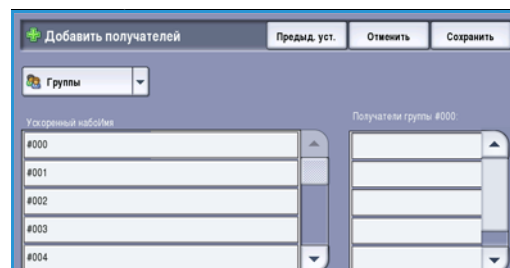 Добавить получателей
Предыд. уст.
Отменить
Сохранить
Группы
Ускоренный набоИмя
Получатели группы #000:
#000
#001
#002
#003
#004